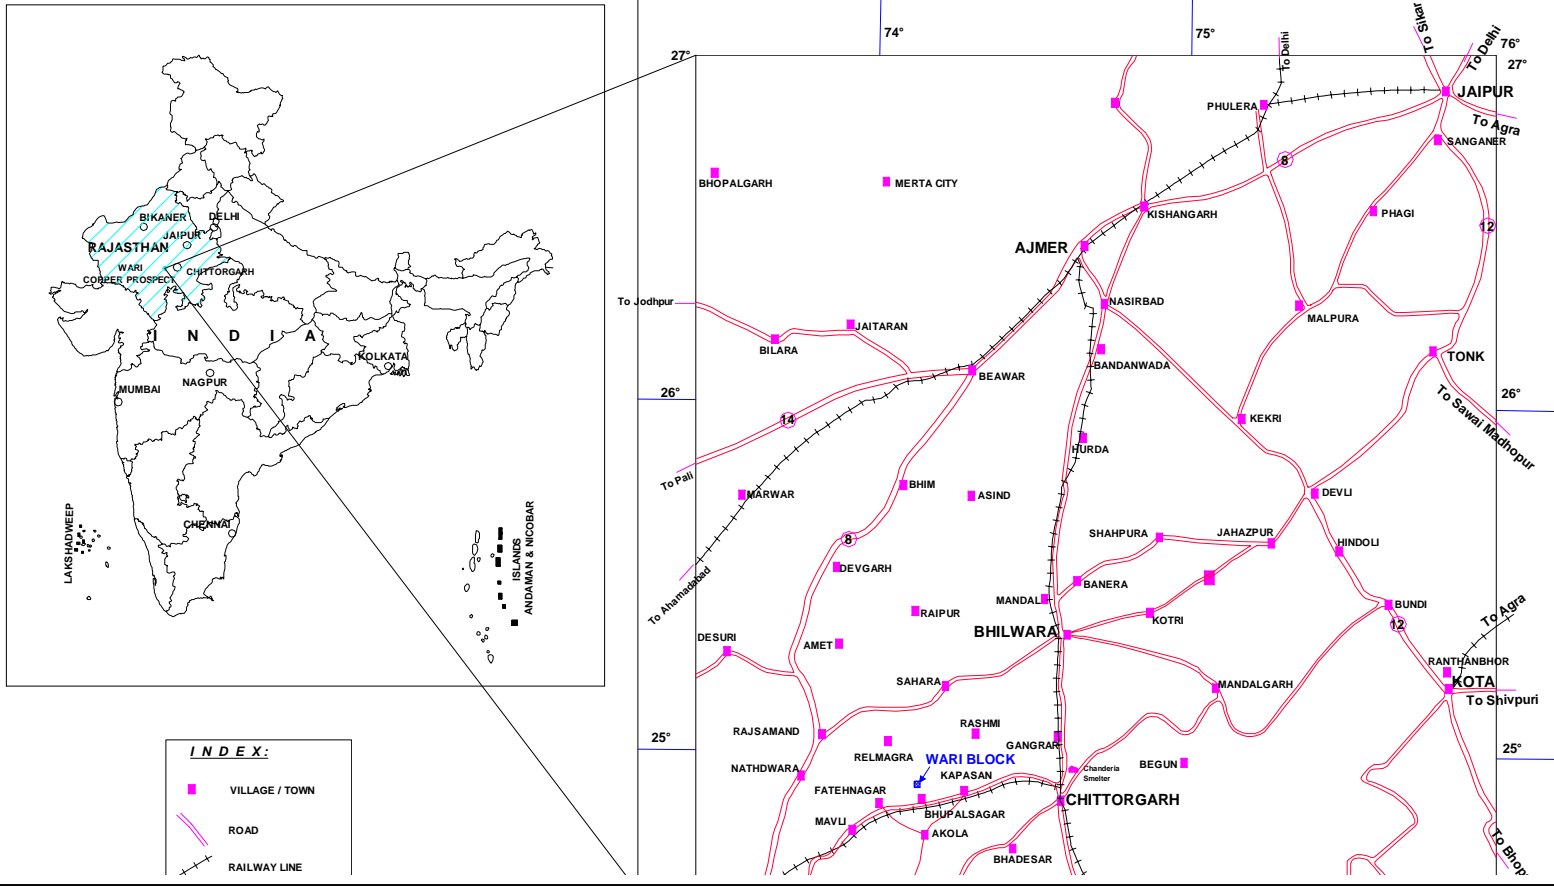 BIKANER
DELHI
JAIPUR
RAJASTHAN
WARI
COPPER PROSPECT
CHITTORGARH
I N D I A
KOLKATA
NAGPUR
MUMBAI
CHENNAI
LAKSHADWEEP
ANDAMAN & NICOBAR
ISLANDS
I N D E X :
VILLAGE / TOWN
ROAD
RAILWAY LINE
74°
75°
76°
27°
27°
To Sikar
To Delhi
To Delhi
JAIPUR
PHULERA
To Agra
SANGANER
8
BHOPALGARH
MERTA CITY
KISHANGARH
PHAGI
12
AJMER
To Jodhpur
NASIRBAD
MALPURA
JAITARAN
BILARA
BANDANWADA
TONK
BEAWAR
26°
26°
To Sawai Madhopur
14
KEKRI
HURDA
To Pali
MARWAR
BHIM
ASIND
DEVLI
SHAHPURA
JAHAZPUR
8
HINDOLI
DEVGARH
BANERA
To Ahamadabad
MANDAL
RAIPUR
KOTRI
BUNDI
To Agra
12
BHILWARA
DESURI
AMET
RANTHANBHOR
SAHARA
MANDALGARH
KOTA
To Shivpuri
RAJSAMAND
RASHMI
25°
25°
GANGRAR
RELMAGRA
WARI BLOCK
NATHDWARA
KAPASAN
Chanderia
Smelter
BEGUN
FATEHNAGAR
CHITTORGARH
BHUPALSAGAR
MAVLI
AKOLA
BHADESAR